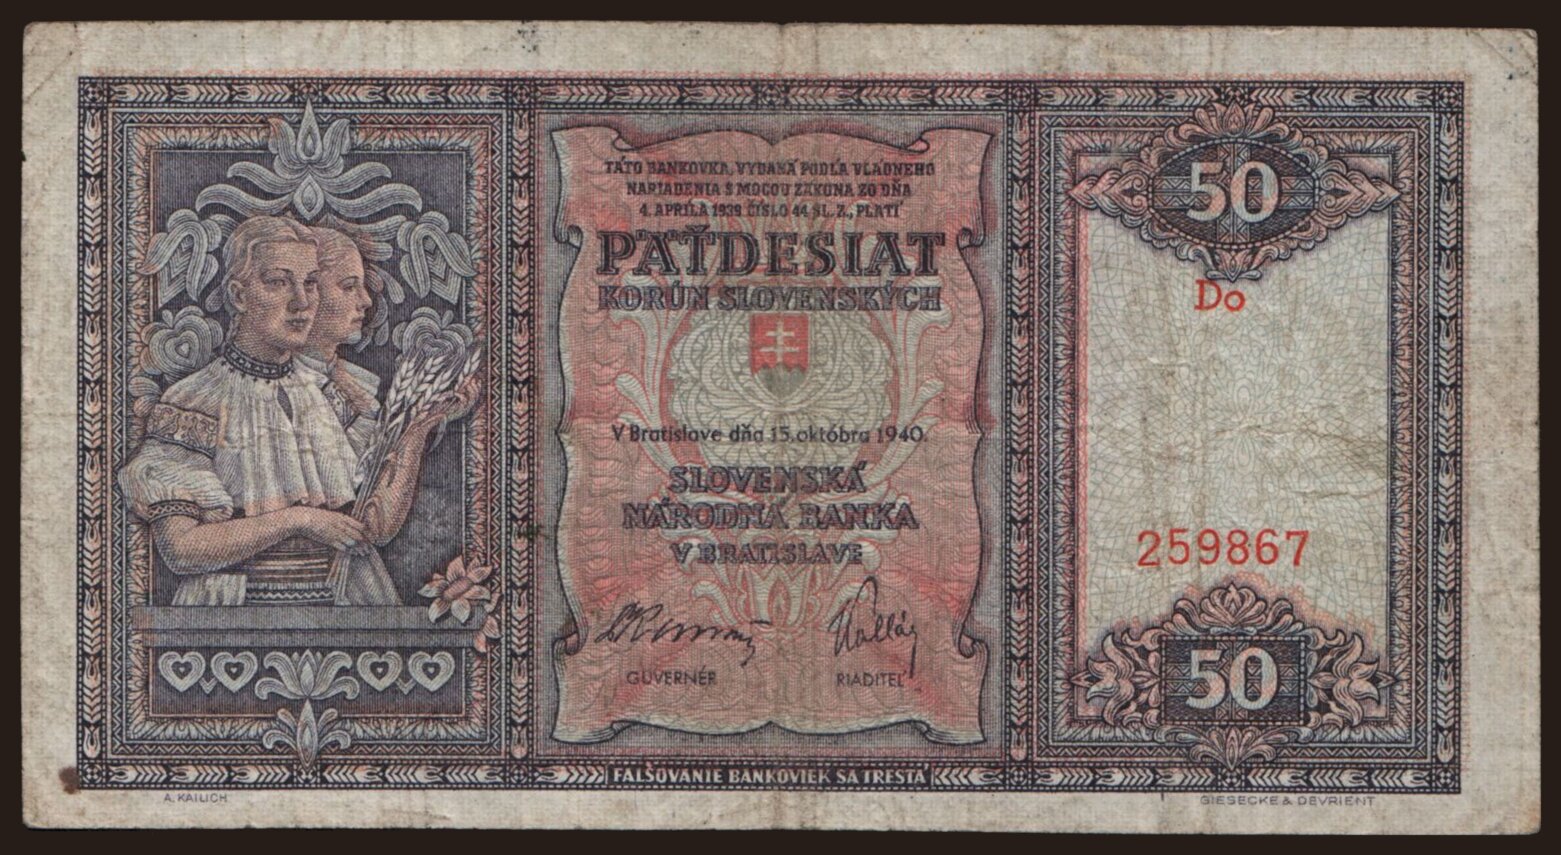 TÁTO BANKOVKA, VYDANÁ PODĽA VLÁDNEHO
NARIADENIA S MOCOU ZÁKONA ZO DŇA
4. APRÍLA 1939 ČÍSLO 44 SL. Z., PLATÍ
PÄŤDESIAT
KORÚN SLOVENSKÝCH
V Bratislave dňa 15. októbra 1940.
SLOVENSKÁ
NÁRODNÁ BANKA
V BRATISLAVE
GUVERNÉR
RIADITEĽ
FALŠOVANIE BANKOVIEK SA TRESTÁ
50
Do
259867
50
A. KAILICH
GIESECKE & DEVRIENT